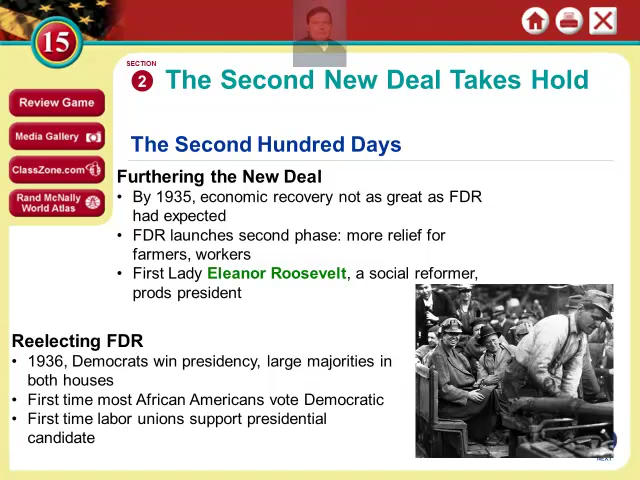 15
SECTION
2
The Second New Deal Takes Hold
Review Game
Media Gallery
ClassZone.com
Rand McNally
World Atlas
The Second Hundred Days
Furthering the New Deal
• By 1935, economic recovery not as great as FDR
had expected
• FDR launches second phase: more relief for
farmers, workers
• First Lady Eleanor Roosevelt, a social reformer,
prods president
Reelecting FDR
• 1936, Democrats win presidency, large majorities in
both houses
• First time most African Americans vote Democratic
• First time labor unions support presidential
candidate
NEXT